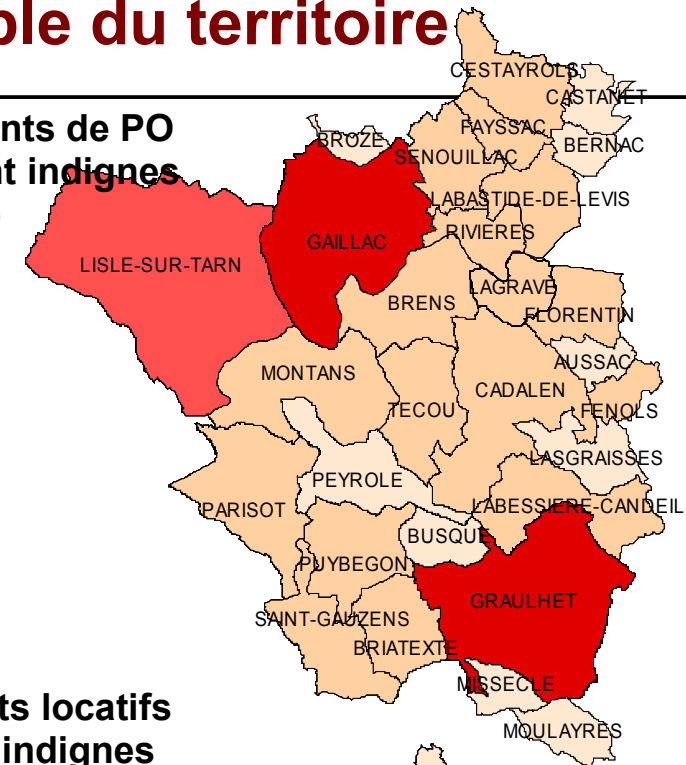 ble du territoire
nts de PO
nt indignes
CESTAYROLS
CASTANET
FAYSSAC
BROZE
BERNAC
SENOUILLAC
LABASTIDE-DE-LEVIS
RIVIERES
GAILLAC
LISLE-SUR-TARN
LAGRAVE
BRENS
FLORENTIN
AUSSAC
MONTANS
CADALEN
TECOU
FENOLS
LASGRAISSES
PEYROLE
LABESSIERE-CANDEIL
PARISOT
BUSQUE
PUYBEGON
GRAULHET
SAINT-GAUZENS
BRIATEXTE
MISSECLE
ts locatifs
MOULAYRES
indignes